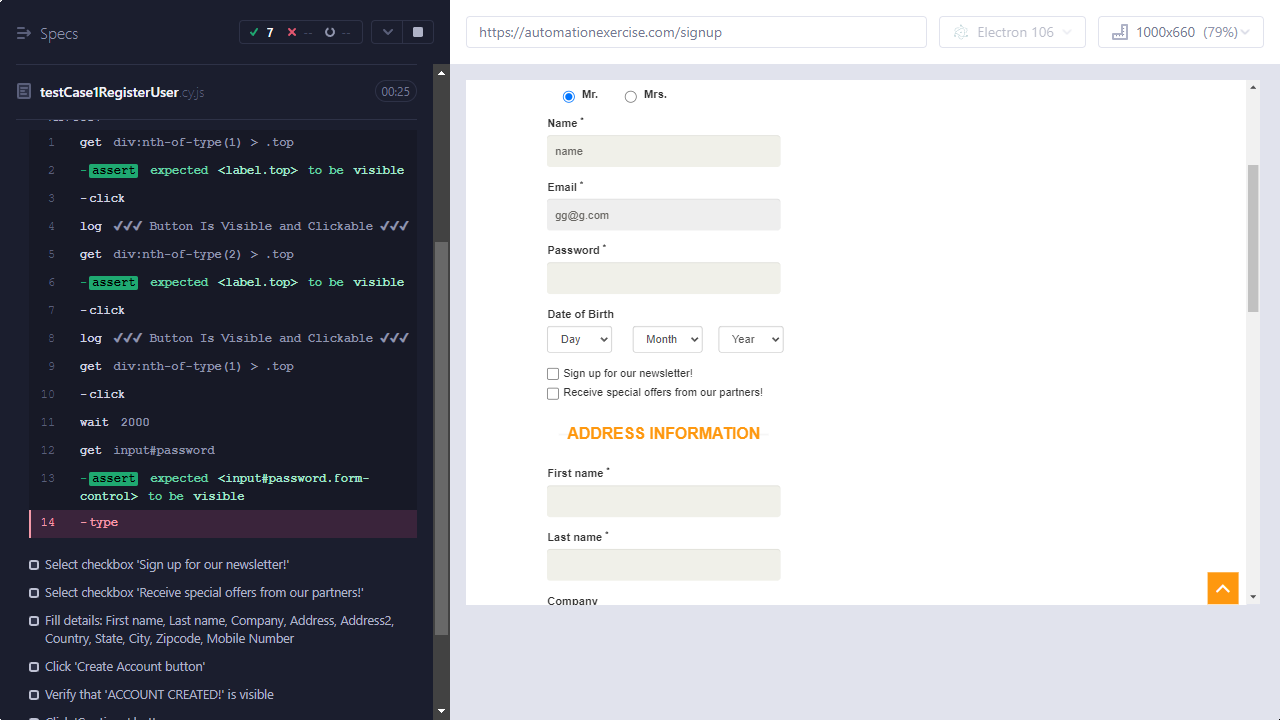 Specs
7
--
--
testCase1RegisterUser.cy.js
00:25
1 get div:nth-of-type(1) > .top
2 -assert expected <label.top> to be visible
3 -click
4 log ✔✔✔ Button Is Visible and Clickable ✔✔✔
5 get div:nth-of-type(2) > .top
6 -assert expected <label.top> to be visible
7 -click
8 log ✔✔✔ Button Is Visible and Clickable ✔✔✔
9 get div:nth-of-type(1) > .top
10 -click
11 wait 2000
12 get input#password
13 -assert expected <input#password.form-
control> to be visible
14 -type
Select checkbox 'Sign up for our newsletter!'
Select checkbox 'Receive special offers from our partners!'
Fill details: First name, Last name, Company, Address, Address2,
Country, State, City, Zipcode, Mobile Number
Click 'Create Account button'
Verify that 'ACCOUNT CREATED!' is visible
https://automationexercise.com/signup
Electron 106
1000x660 (79%)
Mr. Mrs.
Name *
name
Email *
gg@g.com
Password *
Date of Birth
Day Month Year
Sign up for our newsletter!
Receive special offers from our partners!
ADDRESS INFORMATION
First name *
Last name *
Company